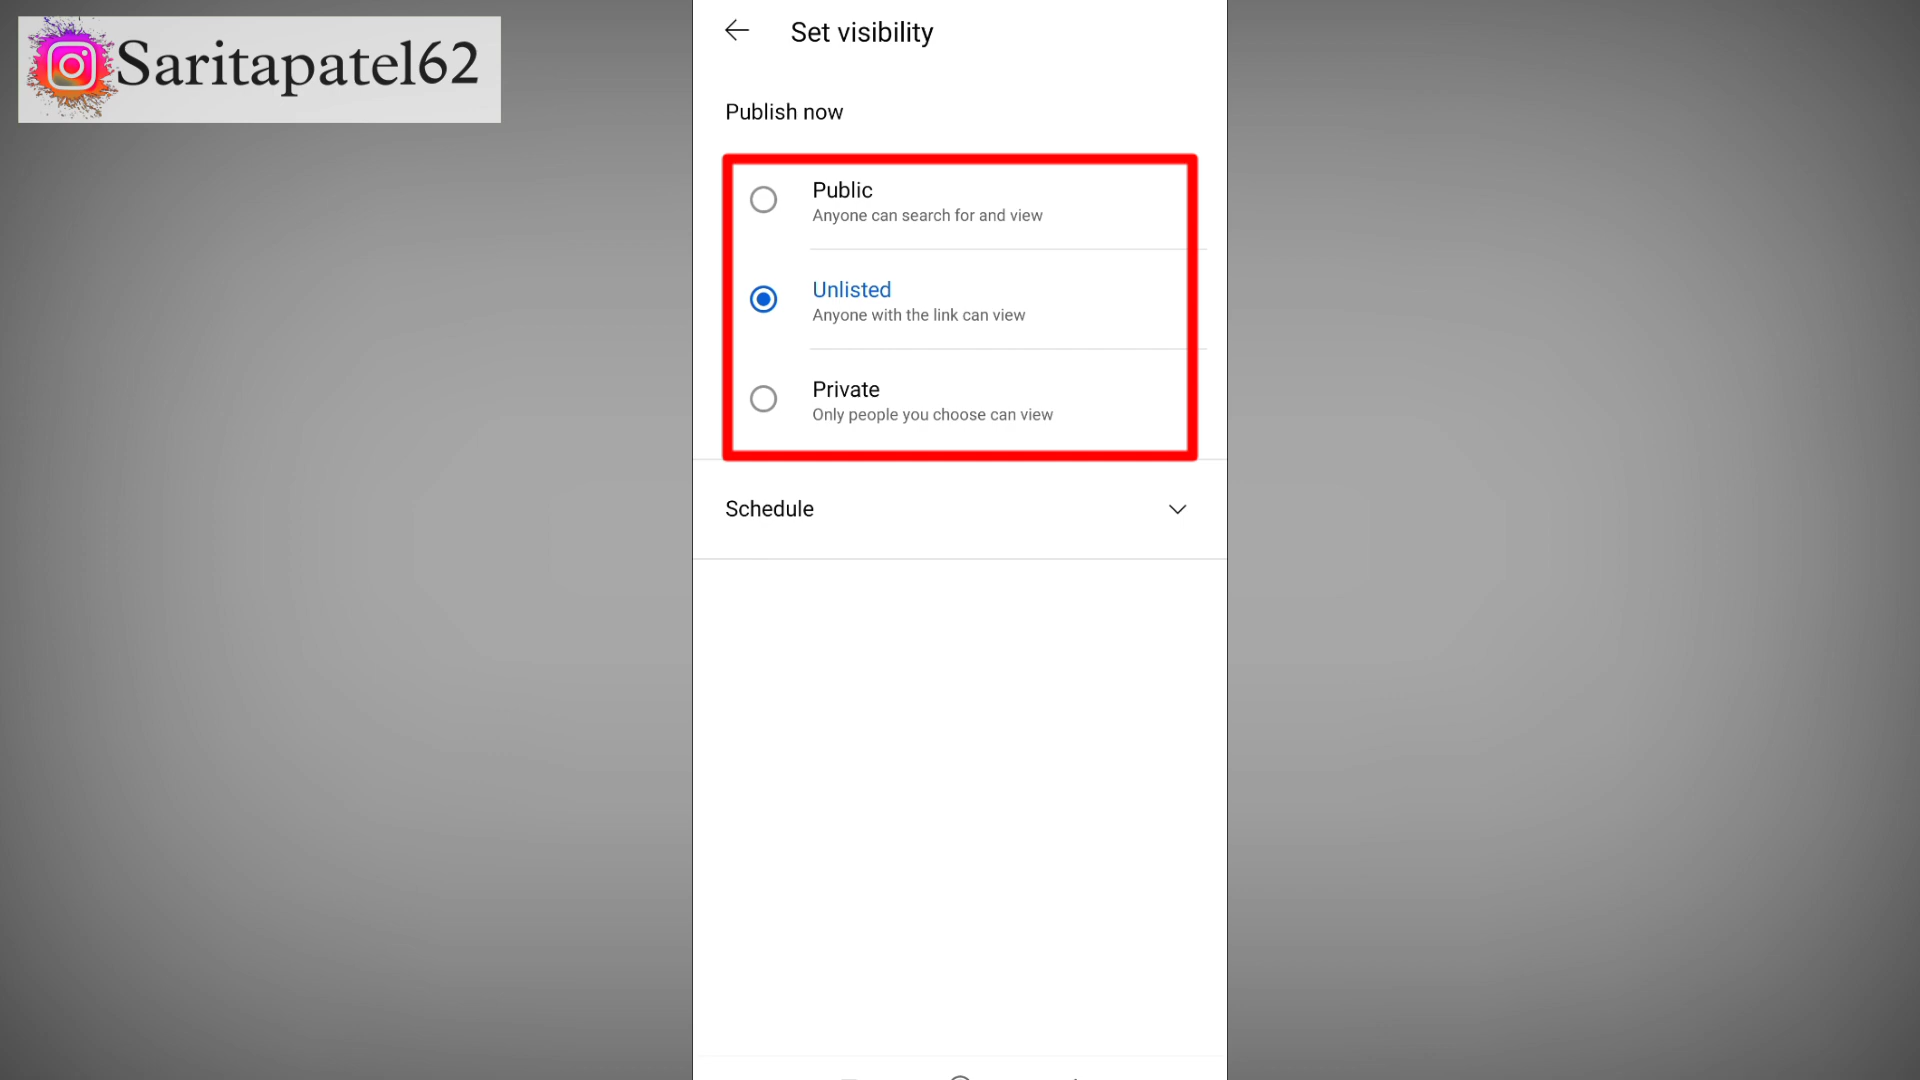 Saritapatel62
Set visibility
Publish now
Public
Anyone can search for and view
Unlisted
Anyone with the link can view
Private
Only people you choose can view
Schedule